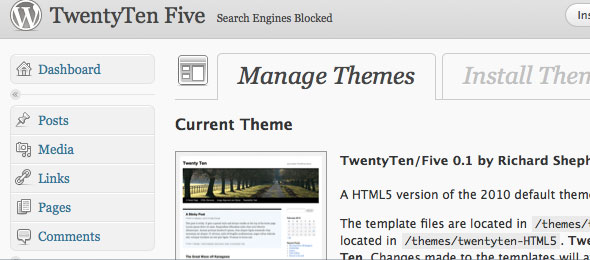 TwentyTen Five Search Engines Blocked
Dashboard
Manage Themes
Install Them
Posts
Media
Links
Pages
Comments
Current Theme
Twenty Ten
TwentyTen/Five 0.1 by Richard Sheph
A HTML5 version of the 2010 default theme
The template files are located in /themes/t
located in /themes/twentyten-HTML5 . Twe
Ten. Changes made to the templates will a